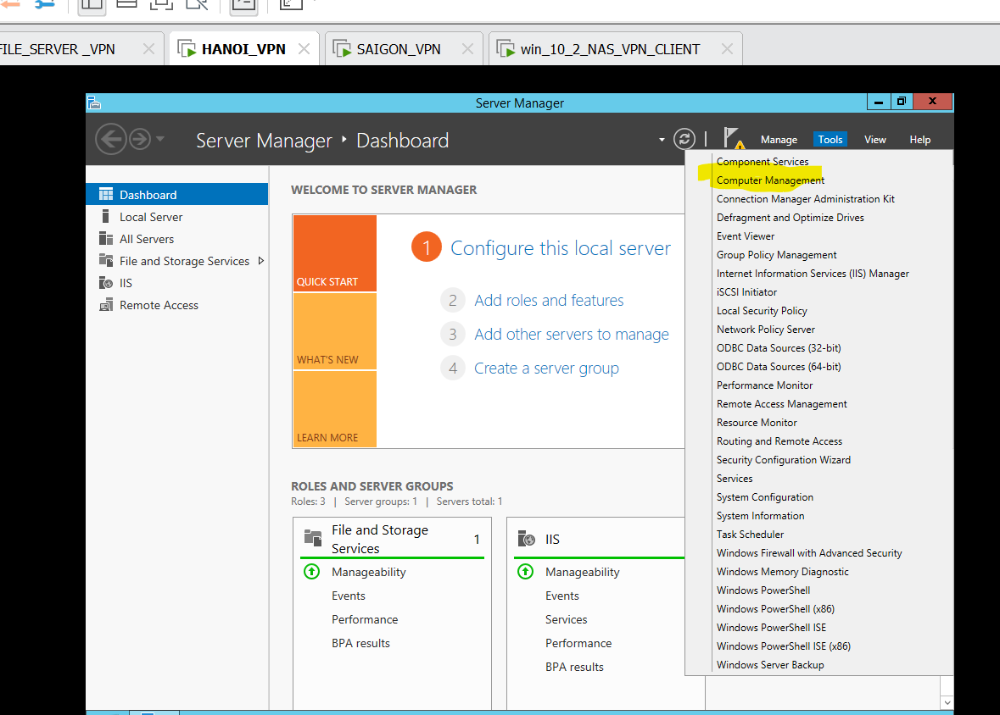 FILE_SERVER _VPN
HANOI_VPN
SAIGON_VPN
win_10_2_NAS_VPN_CLIENT
Server Manager
Server Manager
Dashboard
Manage
Tools
View
Help
Dashboard
Local Server
All Servers
File and Storage Services
IIS
Remote Access
WELCOME TO SERVER MANAGER
QUICK START
WHAT'S NEW
LEARN MORE
1 Configure this local server
2 Add roles and features
3 Add other servers to manage
4 Create a server group
ROLES AND SERVER GROUPS
Roles: 3 | Server groups: 1 | Servers total: 1
File and Storage
Services
1
Manageability
Events
Performance
BPA results
IIS
Manageability
Events
Services
Performance
BPA results
Component Services
Computer Management
Connection Manager Administration Kit
Defragment and Optimize Drives
Event Viewer
Group Policy Management
Internet Information Services (IIS) Manager
iSCSI Initiator
Local Security Policy
Network Policy Server
ODBC Data Sources (32-bit)
ODBC Data Sources (64-bit)
Performance Monitor
Remote Access Management
Resource Monitor
Routing and Remote Access
Security Configuration Wizard
Services
System Configuration
System Information
Task Scheduler
Windows Firewall with Advanced Security
Windows Memory Diagnostic
Windows PowerShell
Windows PowerShell (x86)
Windows PowerShell ISE
Windows PowerShell ISE (x86)
Windows Server Backup